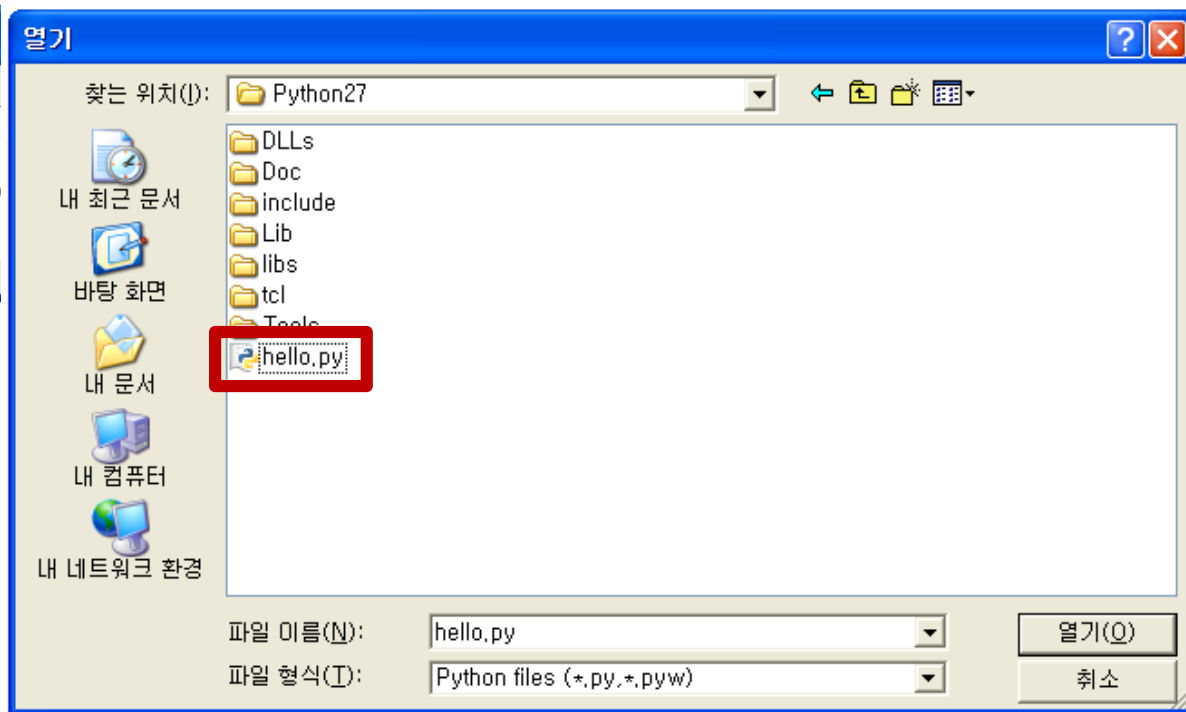 열기
찾는 위치(I):
Python27
DLLs
Doc
include
Lib
libs
tcl
Tools
hello.py
내 최근 문서
바탕 화면
내 문서
내 컴퓨터
내 네트워크 환경
파일 이름(N):
hello.py
열기(O)
파일 형식(T):
Python files (*.py,*.pyw)
취소